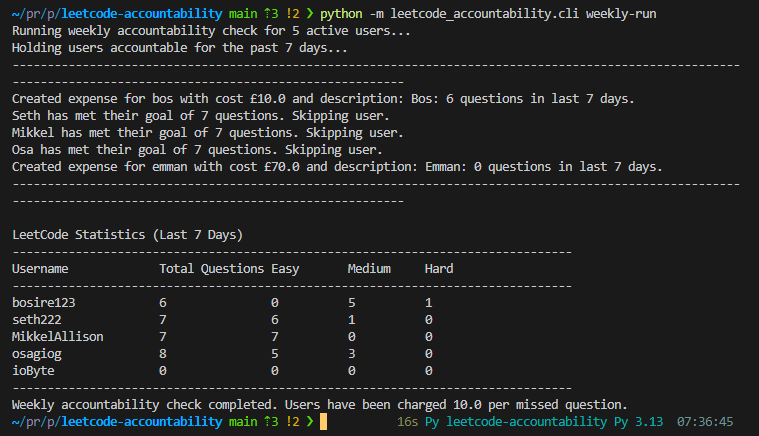 ~/pr/p/leetcode-accountability main ⇡3 !2 ❯ python -m leetcode_accountability.cli weekly-run
Running weekly accountability check for 5 active users...
Holding users accountable for the past 7 days...
--------------------------------------------------------------------------------------------------------
--------------------------------------------------------
Created expense for bos with cost £10.0 and description: Bos: 6 questions in last 7 days.
Seth has met their goal of 7 questions. Skipping user.
Mikkel has met their goal of 7 questions. Skipping user.
Osa has met their goal of 7 questions. Skipping user.
Created expense for emman with cost £70.0 and description: Emman: 0 questions in last 7 days.
--------------------------------------------------------------------------------------------------------
--------------------------------------------------------
LeetCode Statistics (Last 7 Days)
--------------------------------------------------------------------------------
Username Total Questions Easy Medium Hard
--------------------------------------------------------------------------------
bosire123 6 0 5 1
seth222 7 6 1 0
MikkelAllison 7 7 0 0
osagiog 8 5 3 0
ioByte 0 0 0 0
--------------------------------------------------------------------------------
Weekly accountability check completed. Users have been charged 10.0 per missed question.
~/pr/p/leetcode-accountability main ⇡3 !2 ❯ 16s Py leetcode-accountability Py 3.13 07:36:45